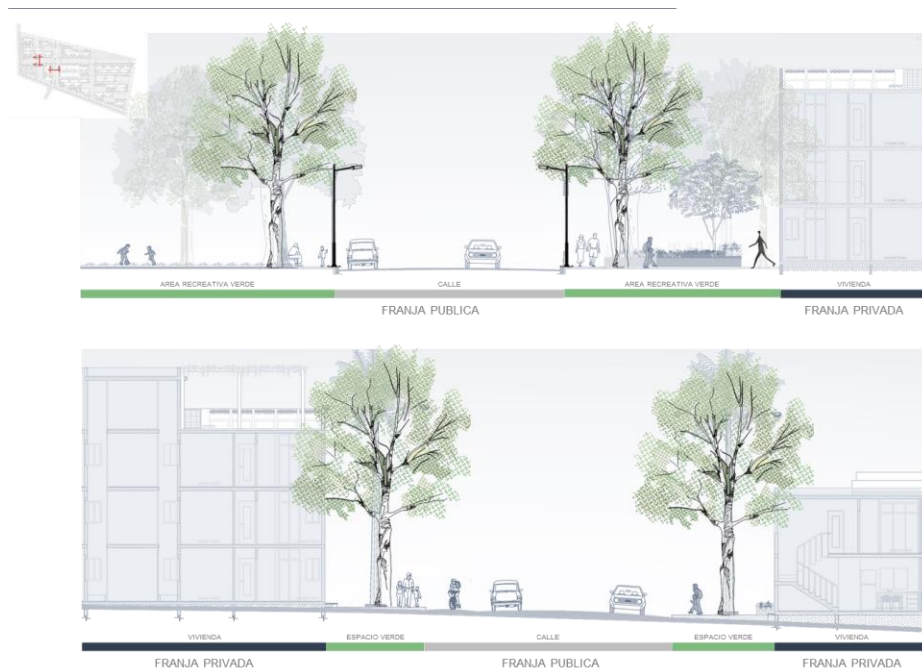 AREA RECREATIVA VERDE CALLE AREA RECREATIVA VERDE VIVIENDA
FRANJA PUBLICA FRANJA PRIVADA
VIVIENDA ESPACIO VERDE CALLE ESPACIO VERDE VIVIENDA
FRANJA PRIVADA FRANJA PUBLICA FRANJA PRIVADA